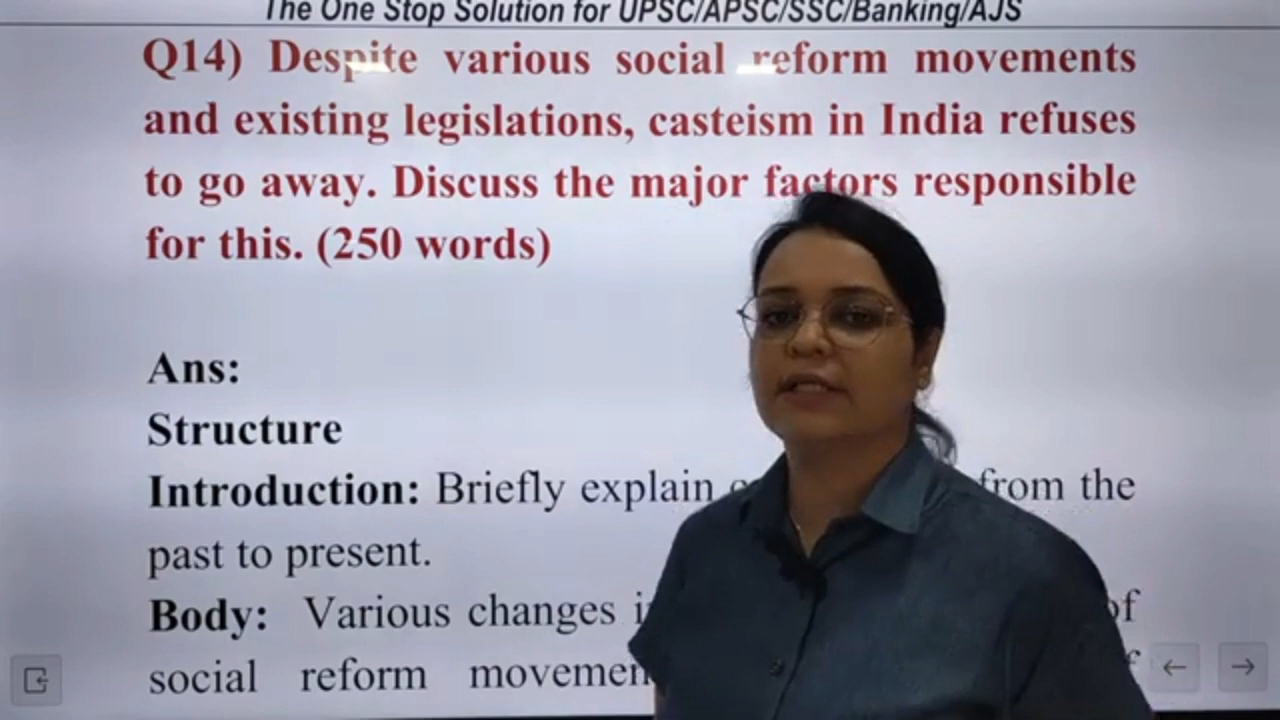 The One Stop Solution for UPSC/APSC/SSC/Banking/AJS
Q14) Despite various social reform movements
and existing legislations, casteism in India refuses
to go away. Discuss the major factors responsible
for this. (250 words)
Ans:
Structure
Introduction: Briefly explain from the
past to present.
Body: Various changes of
social reform